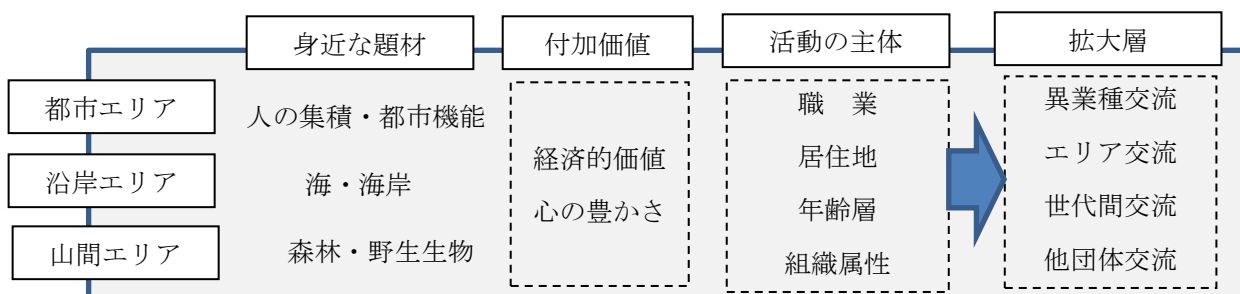 身近な題材
付加価値
活動の主体
拡大層
都市エリア
人の集積・都市機能
沿岸エリア
海・海岸
山間エリア
森林・野生生物
経済的価値
心の豊かさ
職　業
居住地
年齢層
組織属性
異業種交流
エリア交流
世代間交流
他団体交流